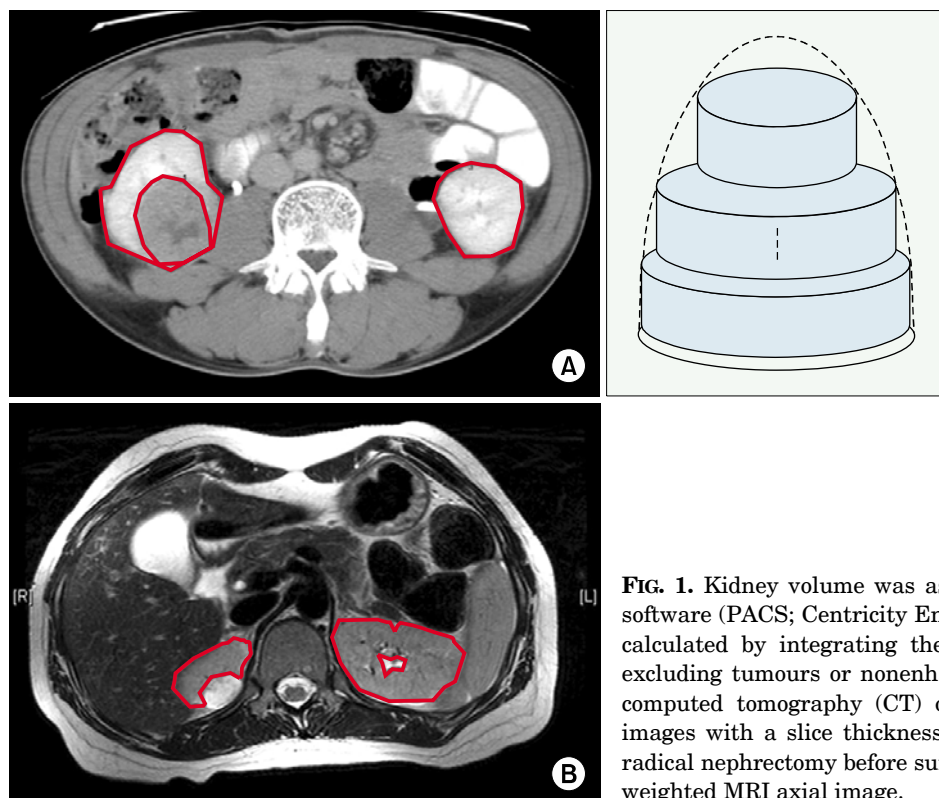 A
[R]
[L]
B
FIG. 1. Kidney volume was as
software (PACS; Centricity En
calculated by integrating the
excluding tumours or nonenh
computed tomography (CT) o
images with a slice thickness
radical nephrectomy before su
weighted MRI axial image.